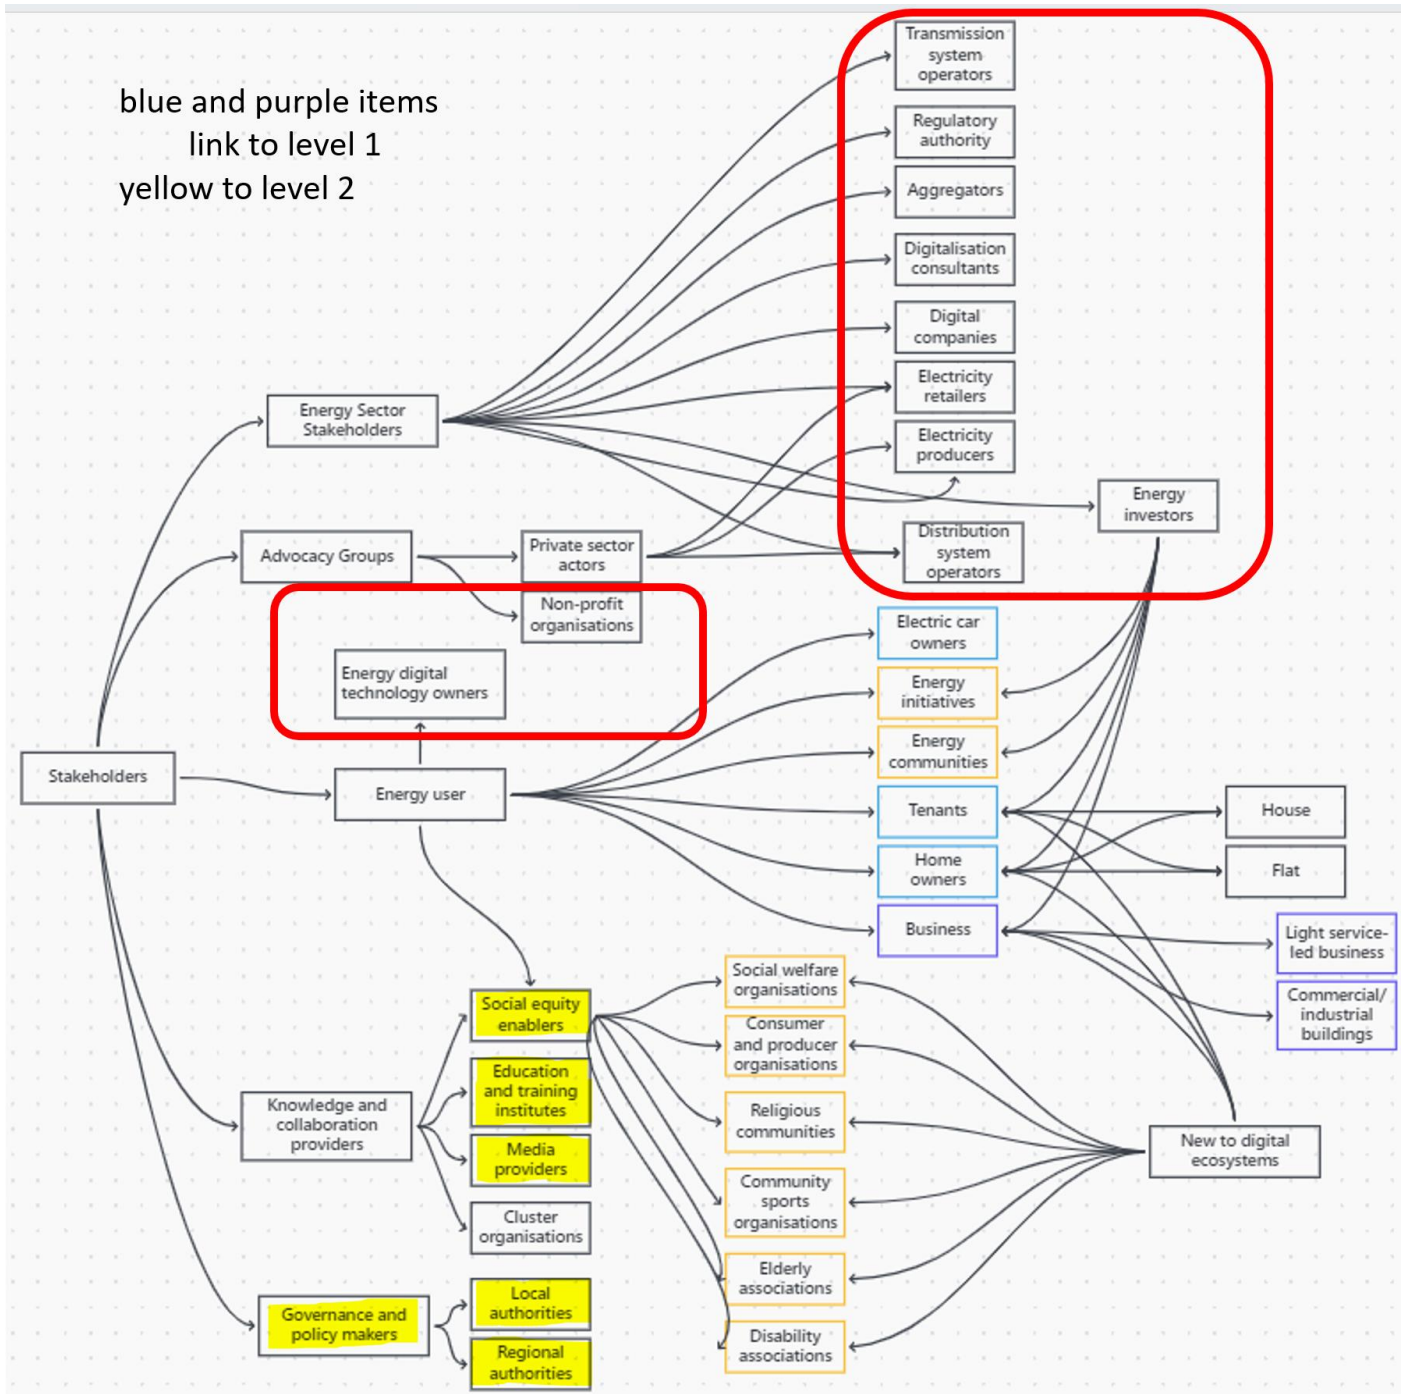 blue and purple items
link to level 1
yellow to level 2
Transmission
system
operators
Regulatory
authority
Aggregators
Digitalisation
consultants
Digital
companies
Electricity
retailers
Electricity
producers
Energy
investors
Distribution
system
operators
Energy Sector
Stakeholders
Advocacy Groups
Private sector
actors
Non-profit
organisations
Energy digital
technology owners
Stakeholders
Energy user
Electric car
owners
Energy
initiatives
Energy
communities
Tenants
Home
owners
Business
House
Flat
Light service-
led business
Commercial/
industrial
buildings
Social equity
enablers
Education
and training
institutes
Media
providers
Cluster
organisations
Knowledge and
collaboration
providers
Social welfare
organisations
Consumer
and producer
organisations
Religious
communities
Community
sports
organisations
Elderly
associations
Disability
associations
New to digital
ecosystems
Governance and
policy makers
Local
authorities
Regional
authorities